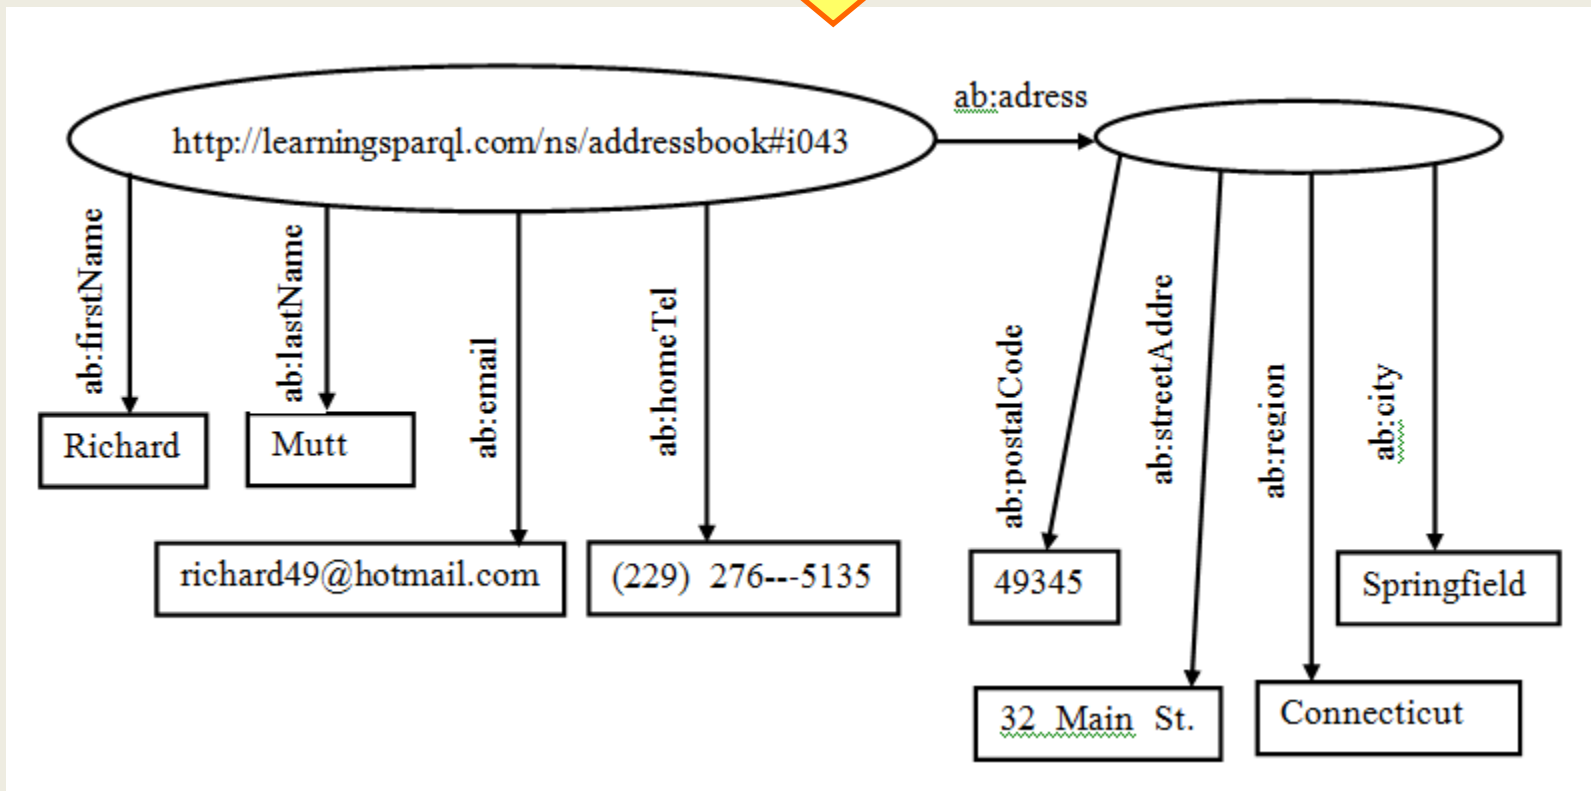 ab:adress
http://learningsparql.com/ns/addressbook#i043
ab:firstName
ab:lastName
ab:email
ab:homeTel
ab:postalCode
ab:streetAddre
ab:region
ab:city
Richard
Mutt
richard49@hotmail.com
(229) 276---5135
49345
Springfield
32 Main St.
Connecticut